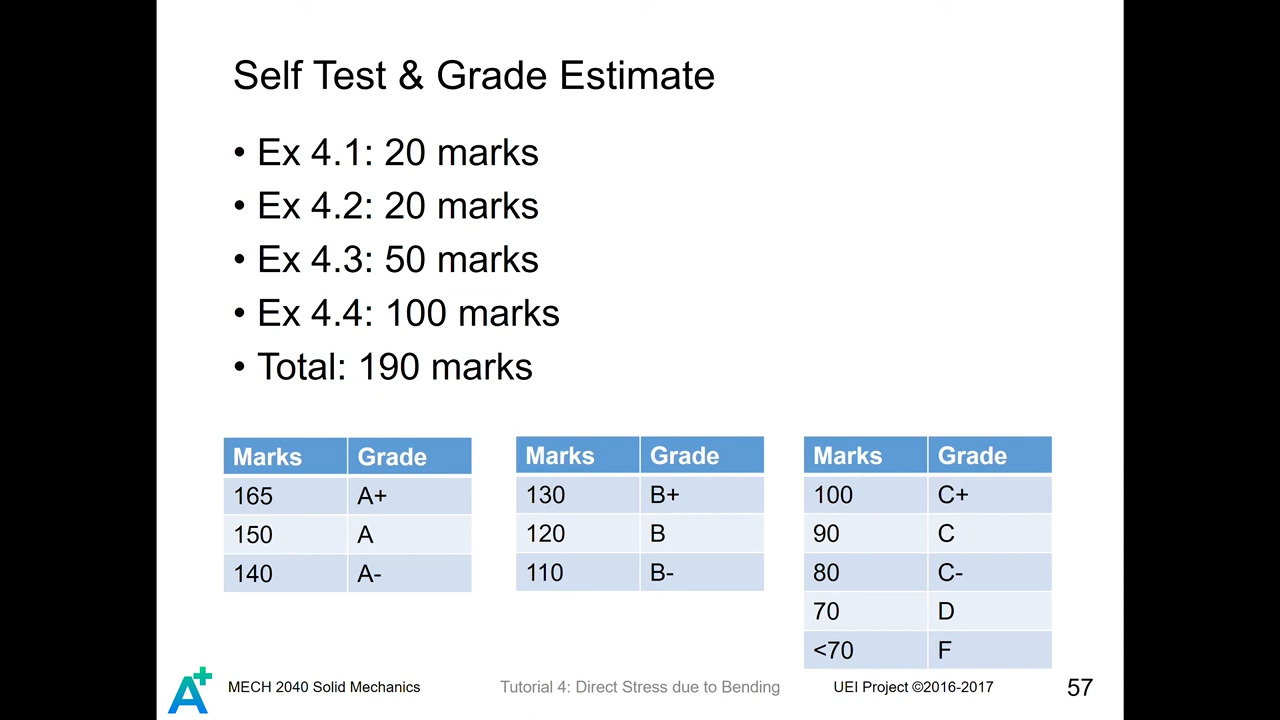 Self Test & Grade Estimate
• Ex 4.1: 20 marks
• Ex 4.2: 20 marks
• Ex 4.3: 50 marks
• Ex 4.4: 100 marks
• Total: 190 marks
Marks Grade
165 A+
150 A
140 A-
Marks Grade
130 B+
120 B
110 B-
Marks Grade
100 C+
90 C
80 C-
70 D
<70 F
A+
MECH 2040 Solid Mechanics
Tutorial 4: Direct Stress due to Bending
UEI Project ©2016-2017
57